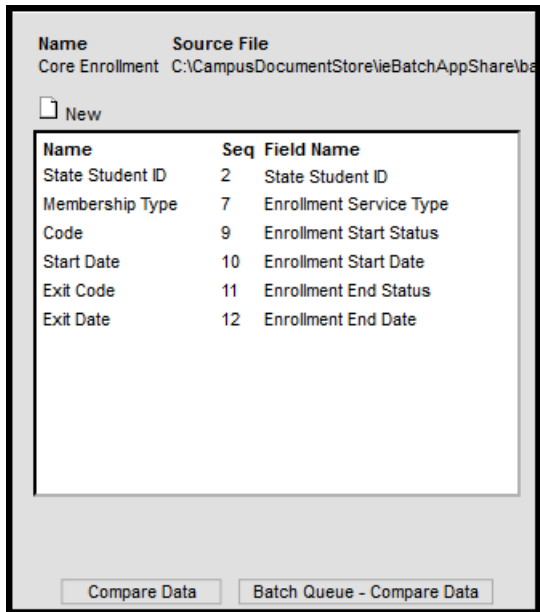 Name Source File
Core Enrollment C:\CampusDocumentStore\ieBatchAppShare\ba
New
Name Seq Field Name
State Student ID 2 State Student ID
Membership Type 7 Enrollment Service Type
Code 9 Enrollment Start Status
Start Date 10 Enrollment Start Date
Exit Code 11 Enrollment End Status
Exit Date 12 Enrollment End Date
Compare Data Batch Queue - Compare Data